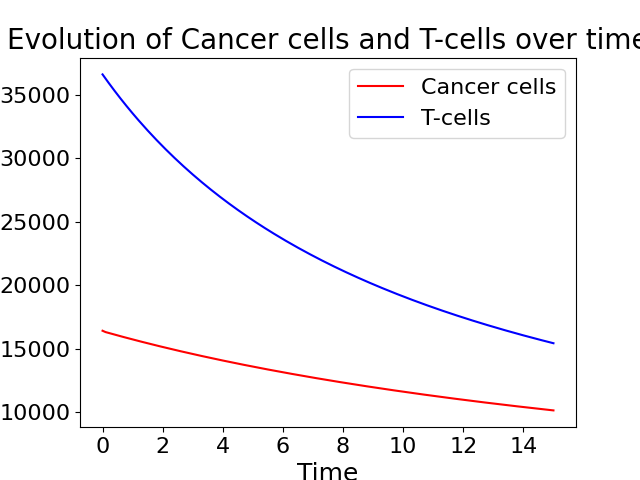 Evolution of Cancer cells and T-cells over time
Cancer cells
T-cells
35000
30000
25000
20000
15000
10000
0 2 4 6 8 10 12 14
Time